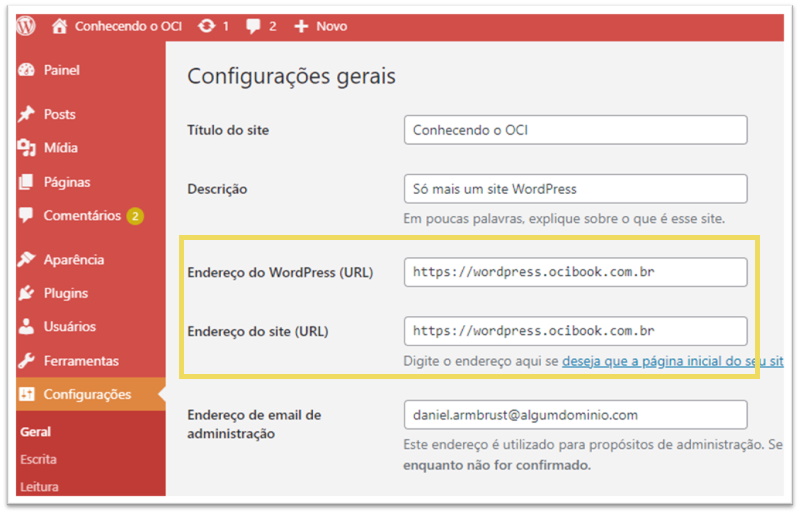 Conhecendo o OCI 1 2 + Novo
Painel
Posts
Mídia
Páginas
Comentários 2
Aparência
Plugins
Usuários
Ferramentas
Configurações
Geral
Escrita
Leitura
Configurações gerais
Título do site
Conhecendo o OCI
Descrição
Só mais um site WordPress
Em poucas palavras, explique sobre o que é esse site.
Endereço do WordPress (URL)
https://wordpress.ocibook.com.br
Endereço do site (URL)
https://wordpress.ocibook.com.br
Digite o endereço aqui se deseja que a página inicial do seu sit
Endereço de email de
administração
daniel.armbrust@algumdominio.com
Este endereço é utilizado para propósitos de administração. Se
enquanto não for confirmado.